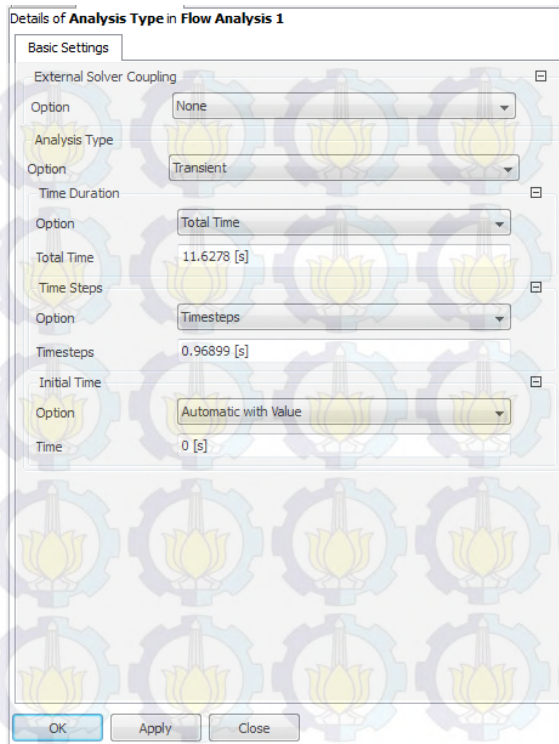 Details of Analysis Type in Flow Analysis 1
Basic Settings
External Solver Coupling
Option None
Analysis Type
Option Transient
Time Duration
Option Total Time
Total Time 11.6278 [s]
Time Steps
Option Timesteps
Timesteps 0.96899 [s]
Initial Time
Option Automatic with Value
Time 0 [s]
OK Apply Close